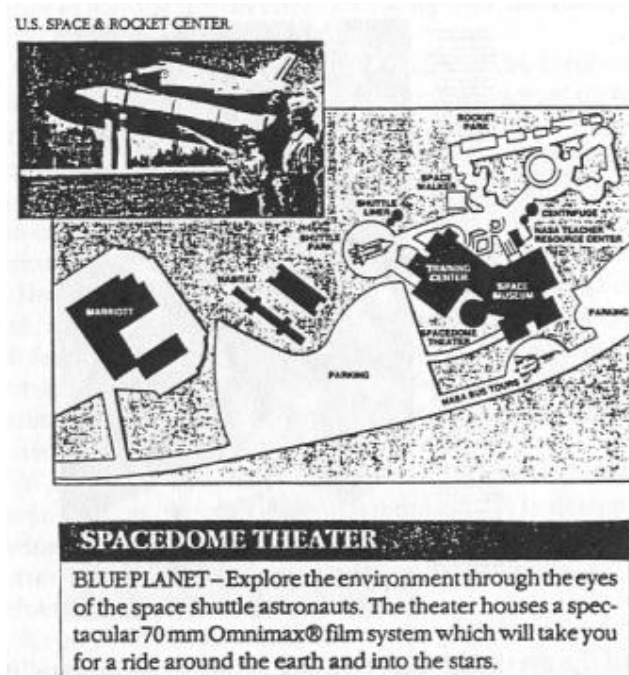 U.S. SPACE & ROCKET CENTER
ROCKET
PARK
SPACE
WALKER
SHUTTLE
LINER
CENTRIFUGE
NASA TEACHER
RESOURCE CENTER
SHUTTLE
PARK
TRAINING
CENTER
HABITAT
SPACE
MUSEUM
MARRIOTT
PARKING
SPACEDOME
THEATER
PARKING
NASA BUS TOURS
SPACEDOME THEATER
BLUE PLANET–Explore the environment through the eyes
of the space shuttle astronauts. The theater houses a spec-
tacular 70 mm Omnimax® film system which will take you
for a ride around the earth and into the stars.